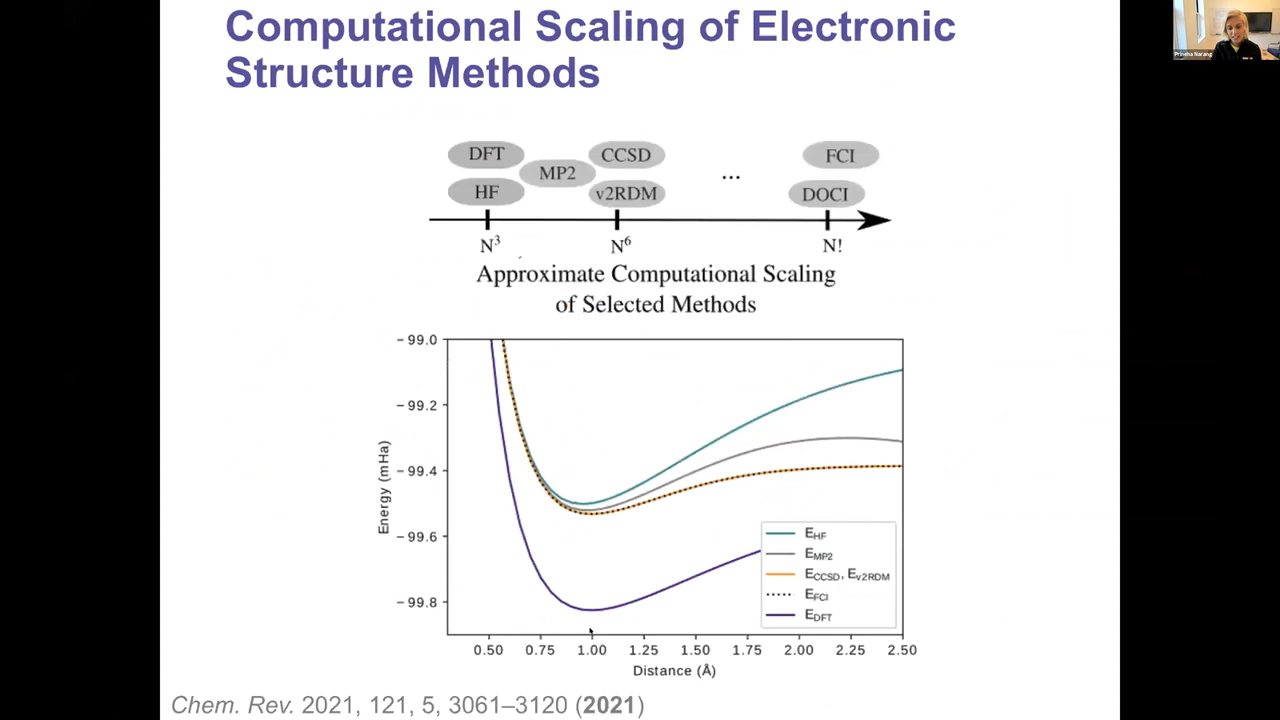 Computational Scaling of Electronic
Structure Methods
Prineha Narang
DFT
CCSD
FCI
MP2
...
HF
v2RDM
DOCI
N³
N⁶
N!
Approximate Computational Scaling
of Selected Methods
Energy (mHa)
−99.0
−99.2
−99.4
−99.6
−99.8
E_HF
E_MP2
E_CCSD, E_v2RDM
E_FCI
E_DFT
0.50 0.75 1.00 1.25 1.50 1.75 2.00 2.25 2.50
Distance (Å)
Chem. Rev. 2021, 121, 5, 3061–3120 (2021)